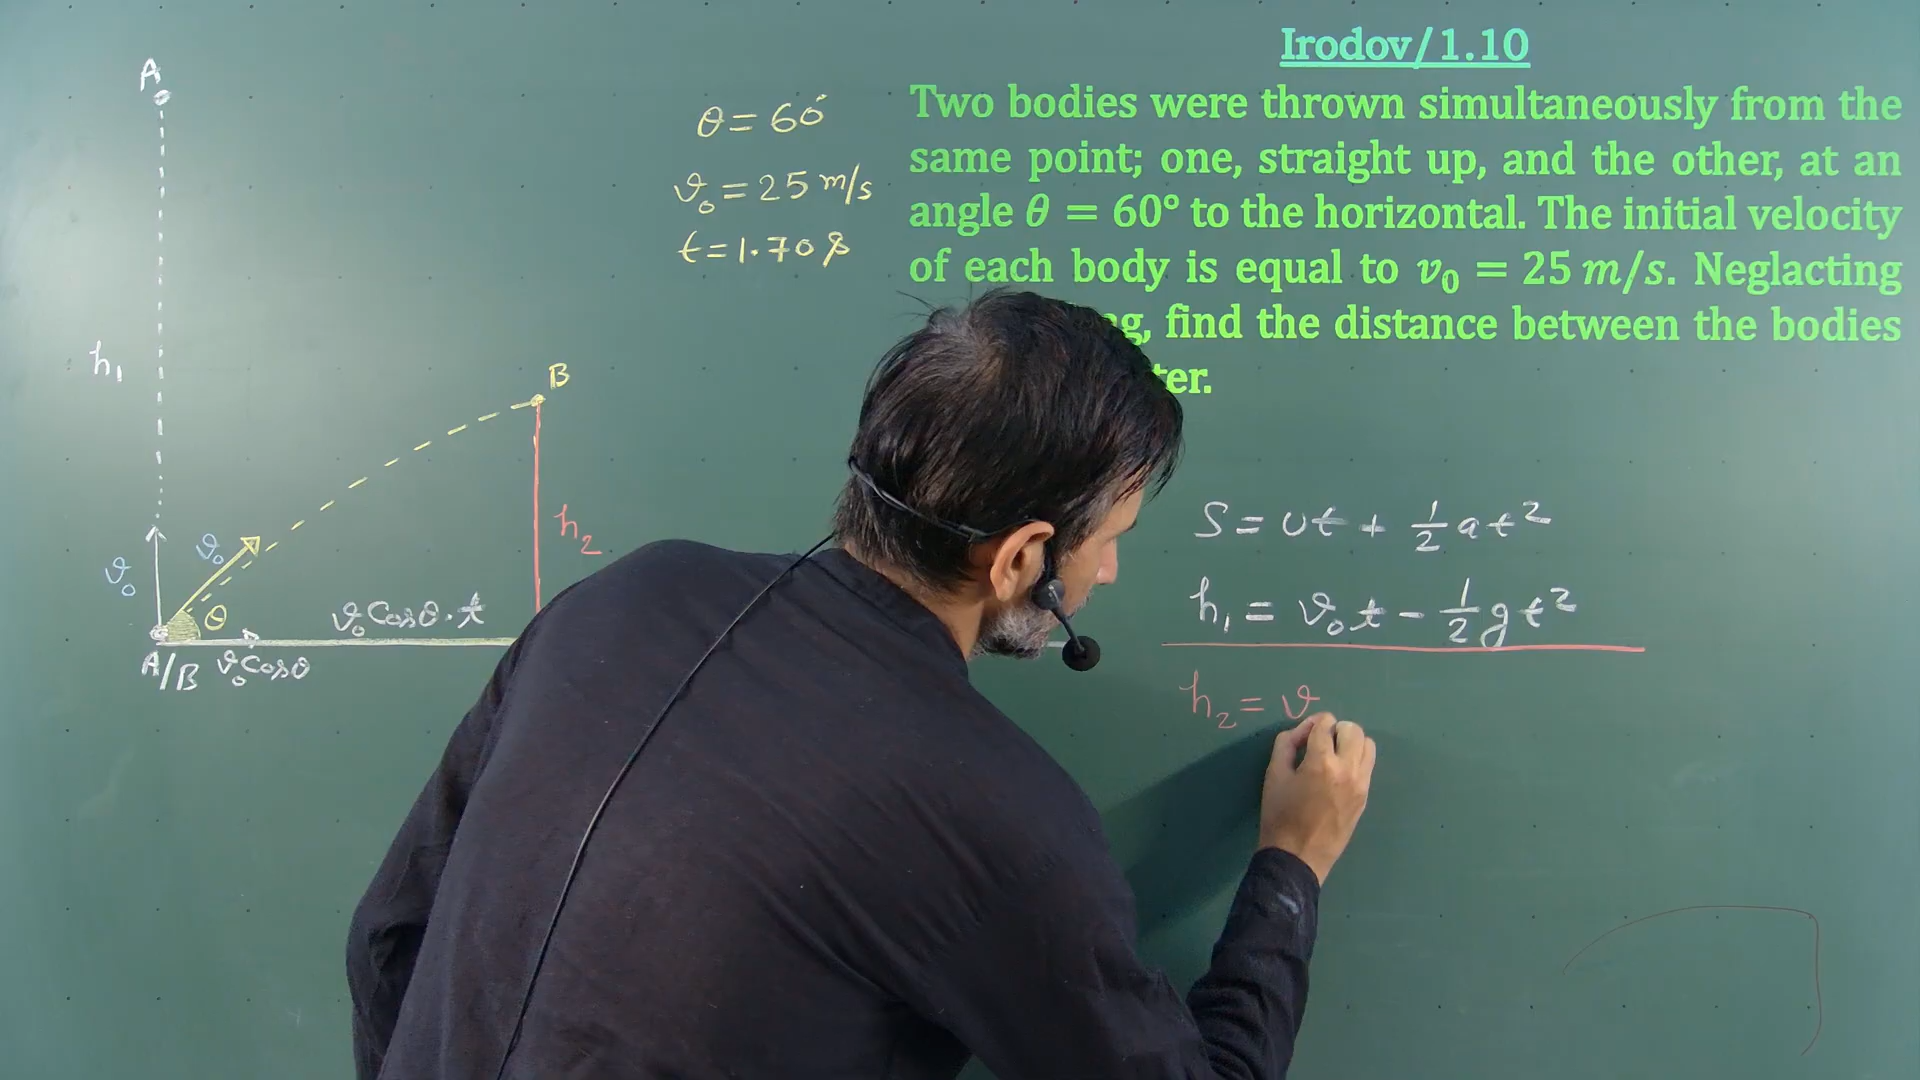 Irodov/1.10
Two bodies were thrown simultaneously from the
same point; one, straight up, and the other, at an
angle θ = 60° to the horizontal. The initial velocity
of each body is equal to v₀ = 25 m/s. Neglacting
find the distance between the bodies
θ = 60°
v₀ = 25 m/s
t = 1.70 s
A
h₁
B
h₂
v₀
v₀
θ
v₀ Cosθ · t
A/B v₀Cosθ
S = ut + ½ at²
h₁ = v₀t − ½ gt²
h₂ = v